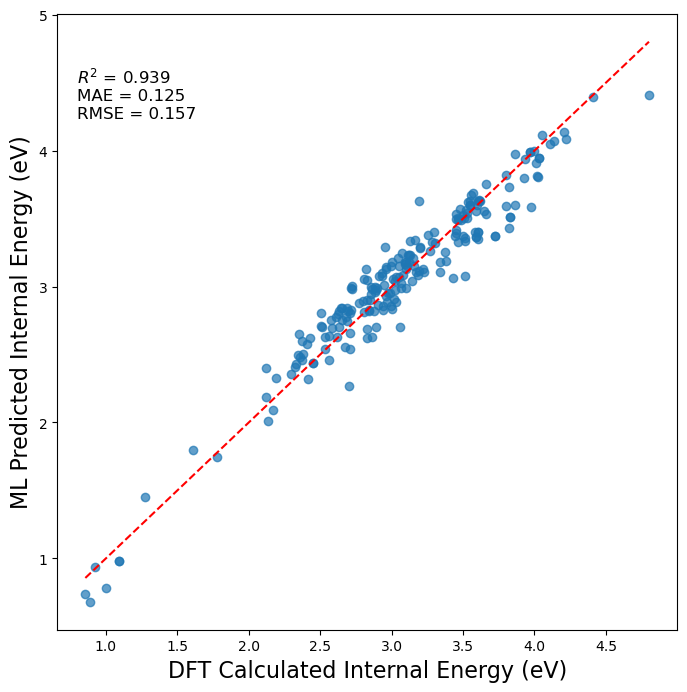 R² = 0.939
MAE = 0.125
RMSE = 0.157
ML Predicted Internal Energy (eV)
5
4
3
2
1
1.0 1.5 2.0 2.5 3.0 3.5 4.0 4.5
DFT Calculated Internal Energy (eV)